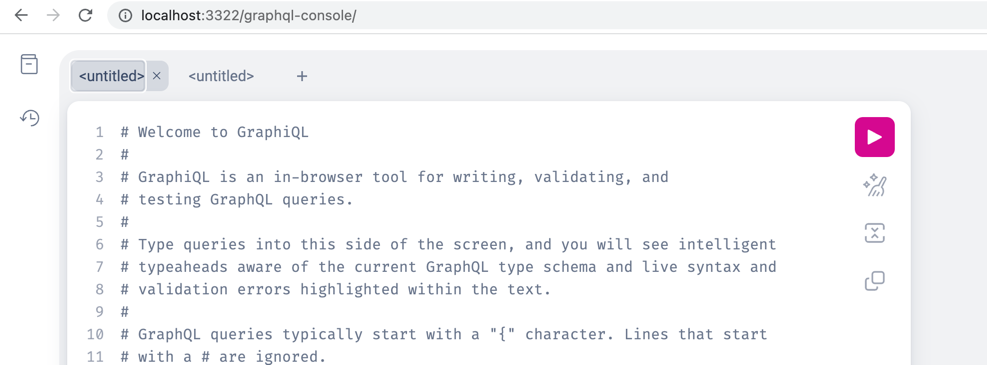 localhost:3322/graphql-console/
<untitled> × <untitled> +
1 # Welcome to GraphiQL
2 #
3 # GraphiQL is an in-browser tool for writing, validating, and
4 # testing GraphQL queries.
5 #
6 # Type queries into this side of the screen, and you will see intelligent
7 # typeaheads aware of the current GraphQL type schema and live syntax and
8 # validation errors highlighted within the text.
9 #
10 # GraphQL queries typically start with a "{" character. Lines that start
11 # with a # are ignored.